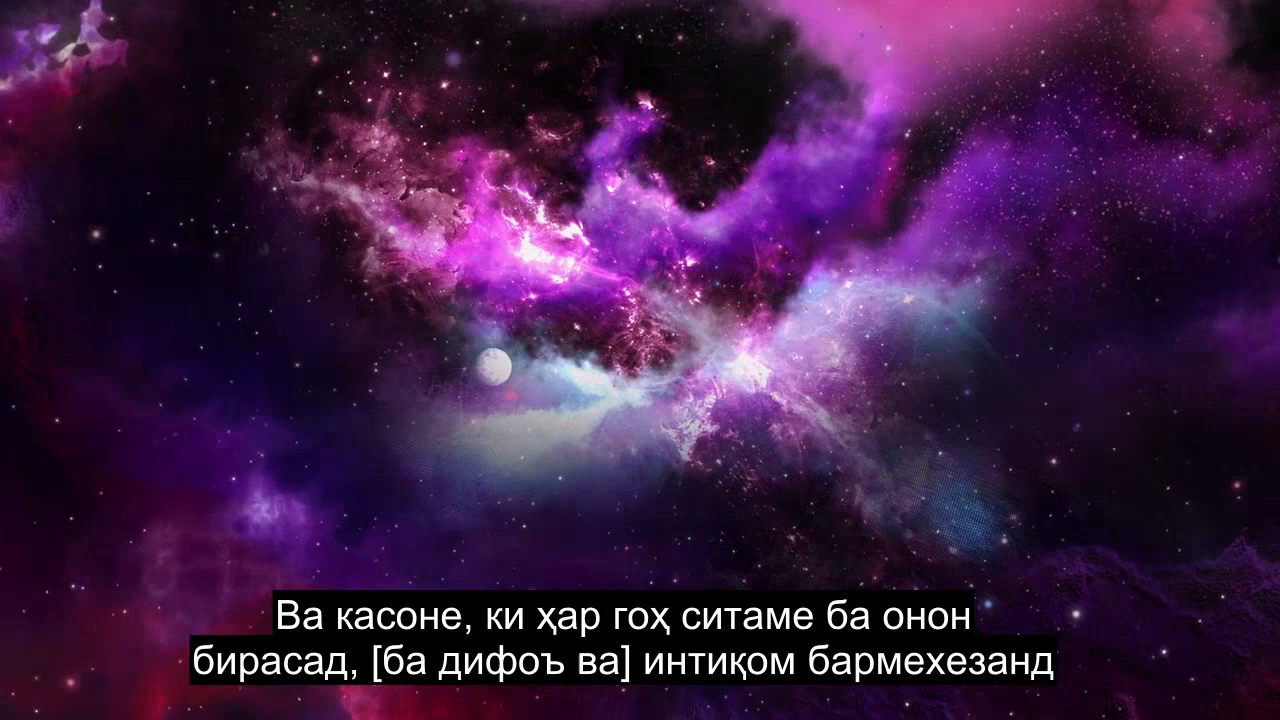 Ва касоне, ки ҳар гоҳ ситаме ба онон
бирасад, [ба дифоъ ва] интиқом бармехезанд